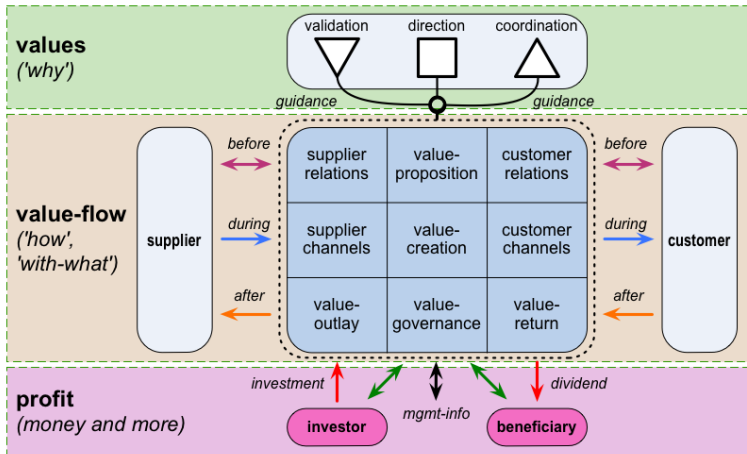 values
('why')
validation
direction
coordination
guidance
guidance
value-flow
('how',
'with-what')
supplier
before
during
after
supplier
relations
value-
proposition
customer
relations
supplier
channels
value-
creation
customer
channels
value-
outlay
value-
governance
value-
return
before
during
after
customer
profit
(money and more)
investment
mgmt-info
dividend
investor
beneficiary